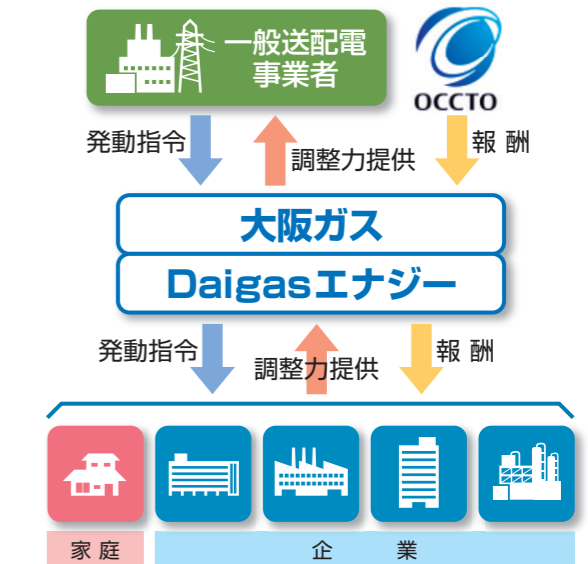 一般送配電
事業者
OCCTO
発動指令
調整力提供
報酬
大阪ガス
Daigasエナジー
発動指令
調整力提供
報酬
家庭
企業